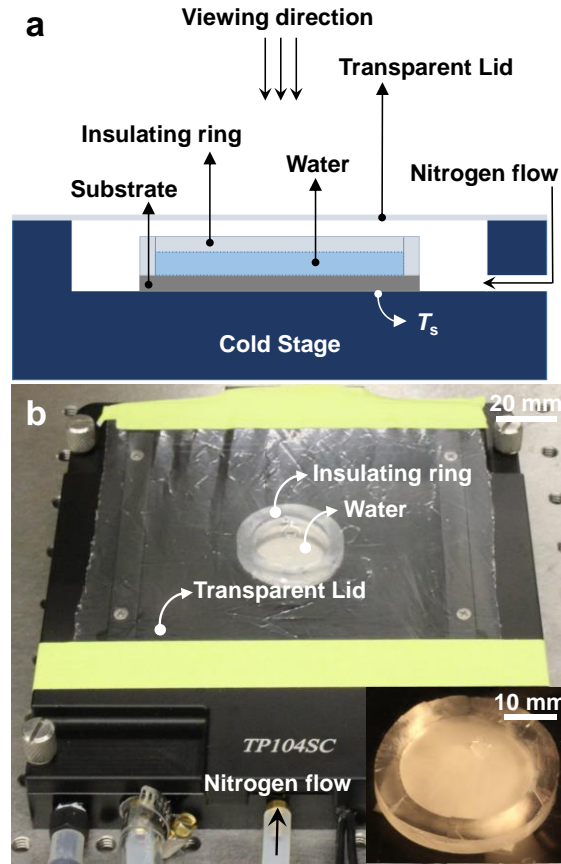 a
Viewing direction
Transparent Lid
Insulating ring
Water
Nitrogen flow
Substrate
Ts
Cold Stage
b
20 mm
Insulating ring
Water
Transparent Lid
10 mm
TP104SC
Nitrogen flow